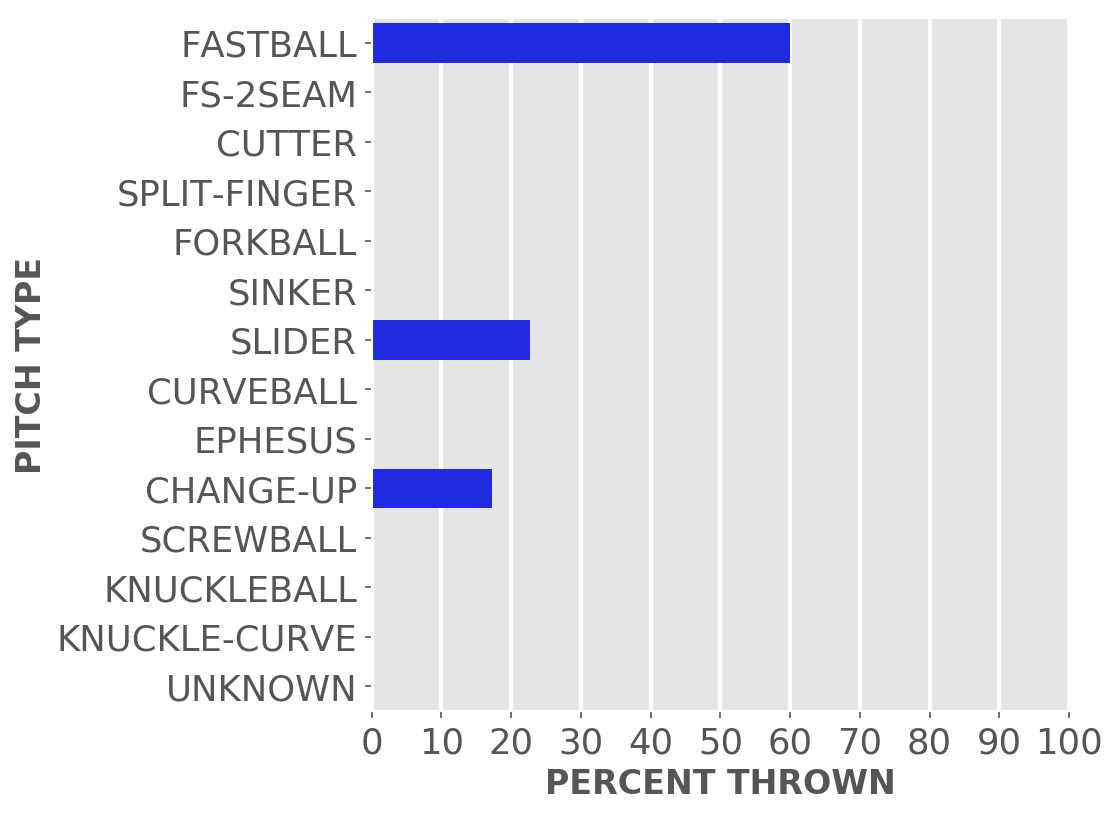 FASTBALL
FS-2SEAM
CUTTER
SPLIT-FINGER
FORKBALL
SINKER
SLIDER
CURVEBALL
EPHESUS
CHANGE-UP
SCREWBALL
KNUCKLEBALL
KNUCKLE-CURVE
UNKNOWN
PITCH TYPE
0 10 20 30 40 50 60 70 80 90 100
PERCENT THROWN